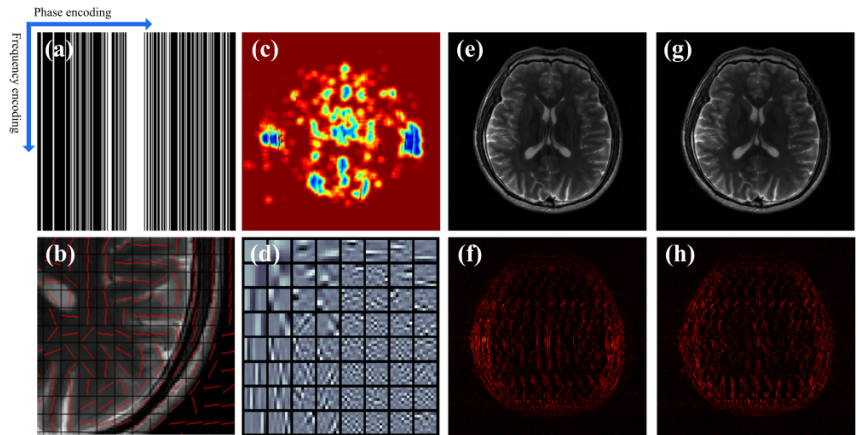 Phase encoding
Frequency encoding
(a)
(c)
(e)
(g)
(b)
(d)
(f)
(h)